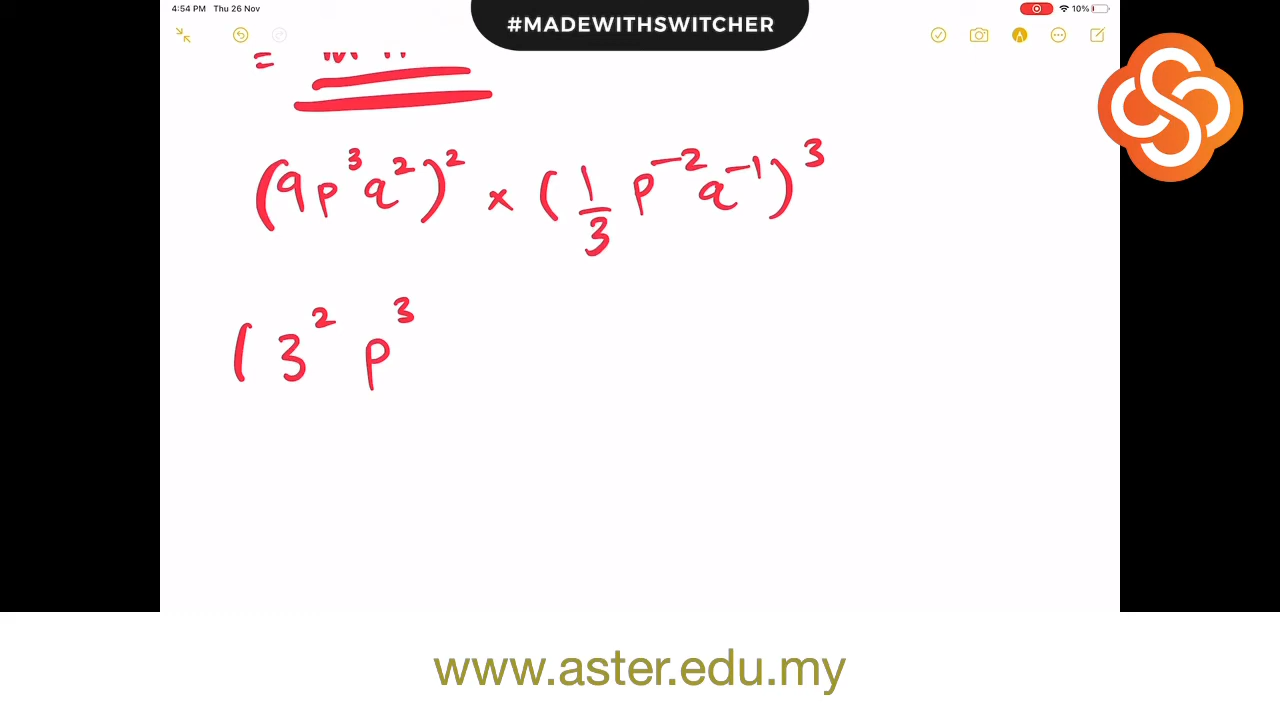 4:54 PM Thu 26 Nov
#MADEWITHSWITCHER
10%
=
(9p³q²)² × (1/3 p⁻² q⁻¹)³
(3² p³
www.aster.edu.my